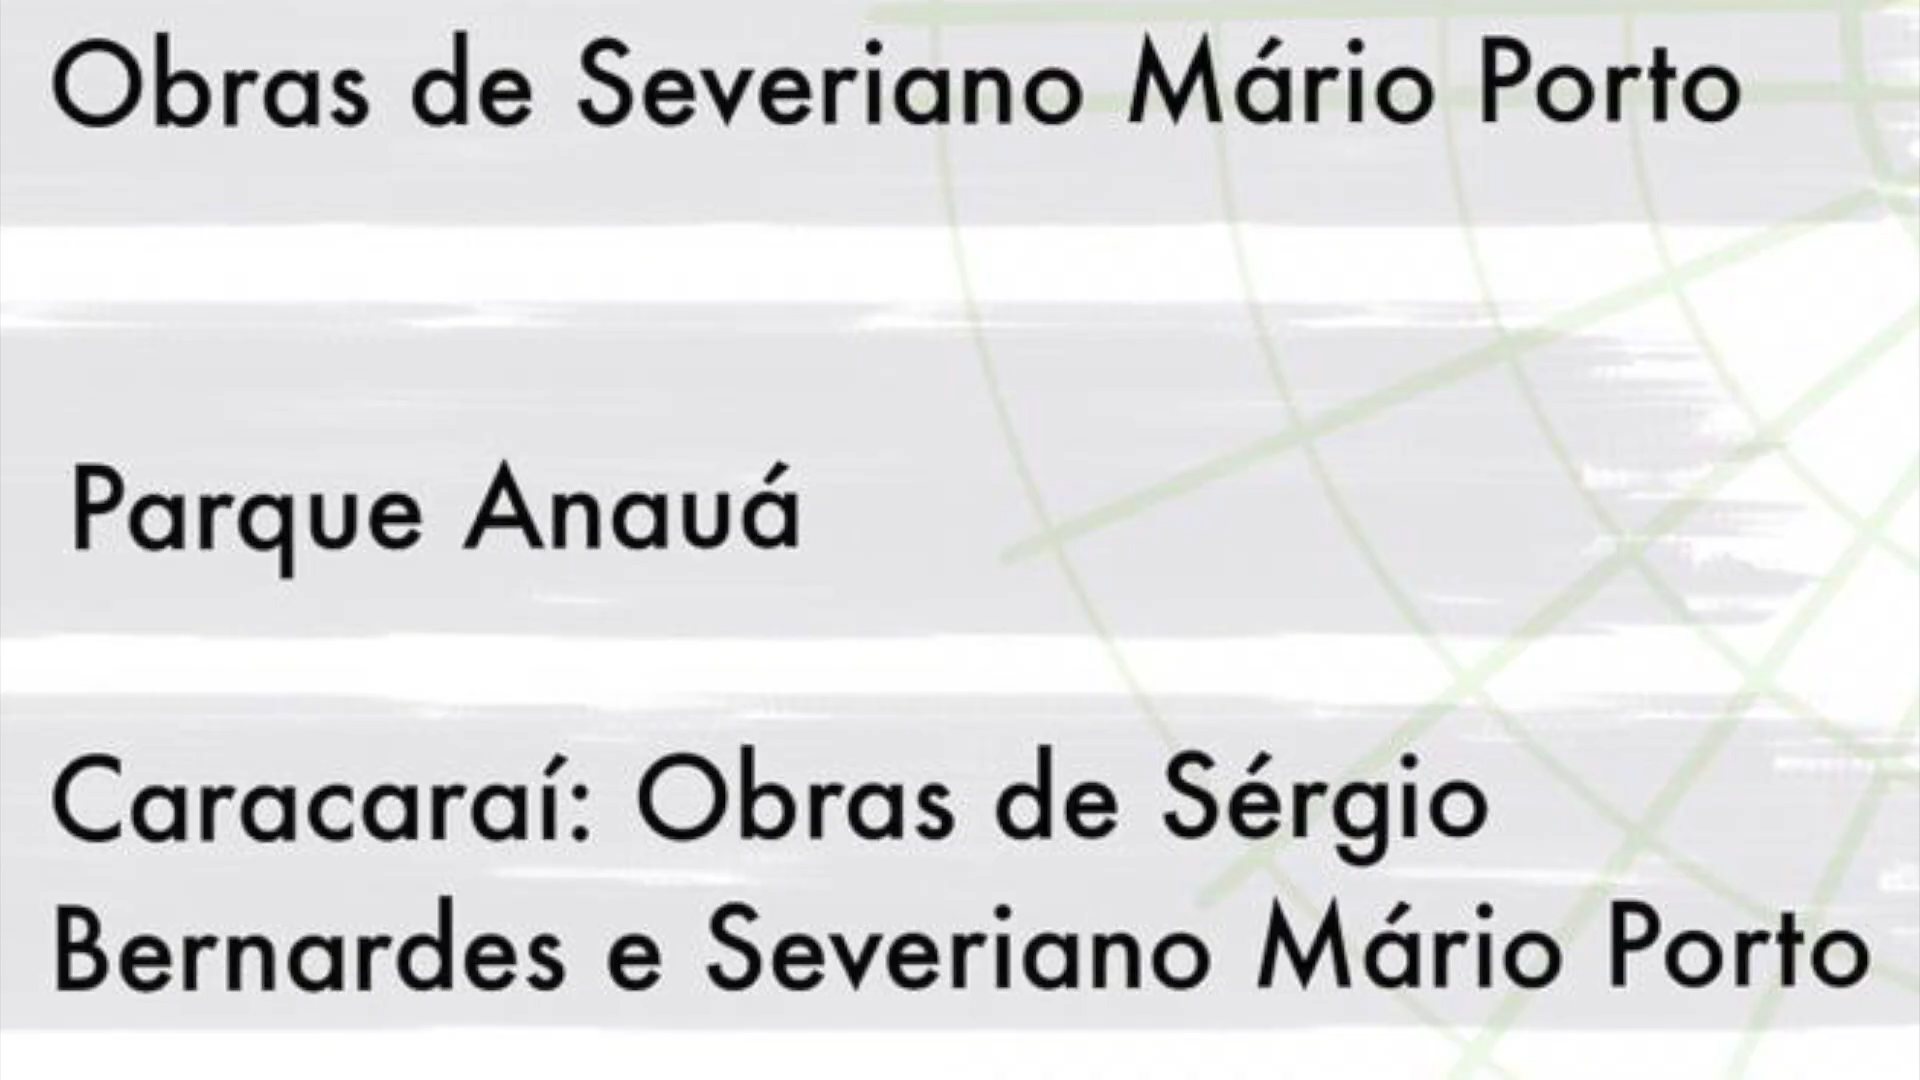 Obras de Severiano Mário Porto
Parque Anauá
Caracaraí: Obras de Sérgio
Bernardes e Severiano Mário Porto